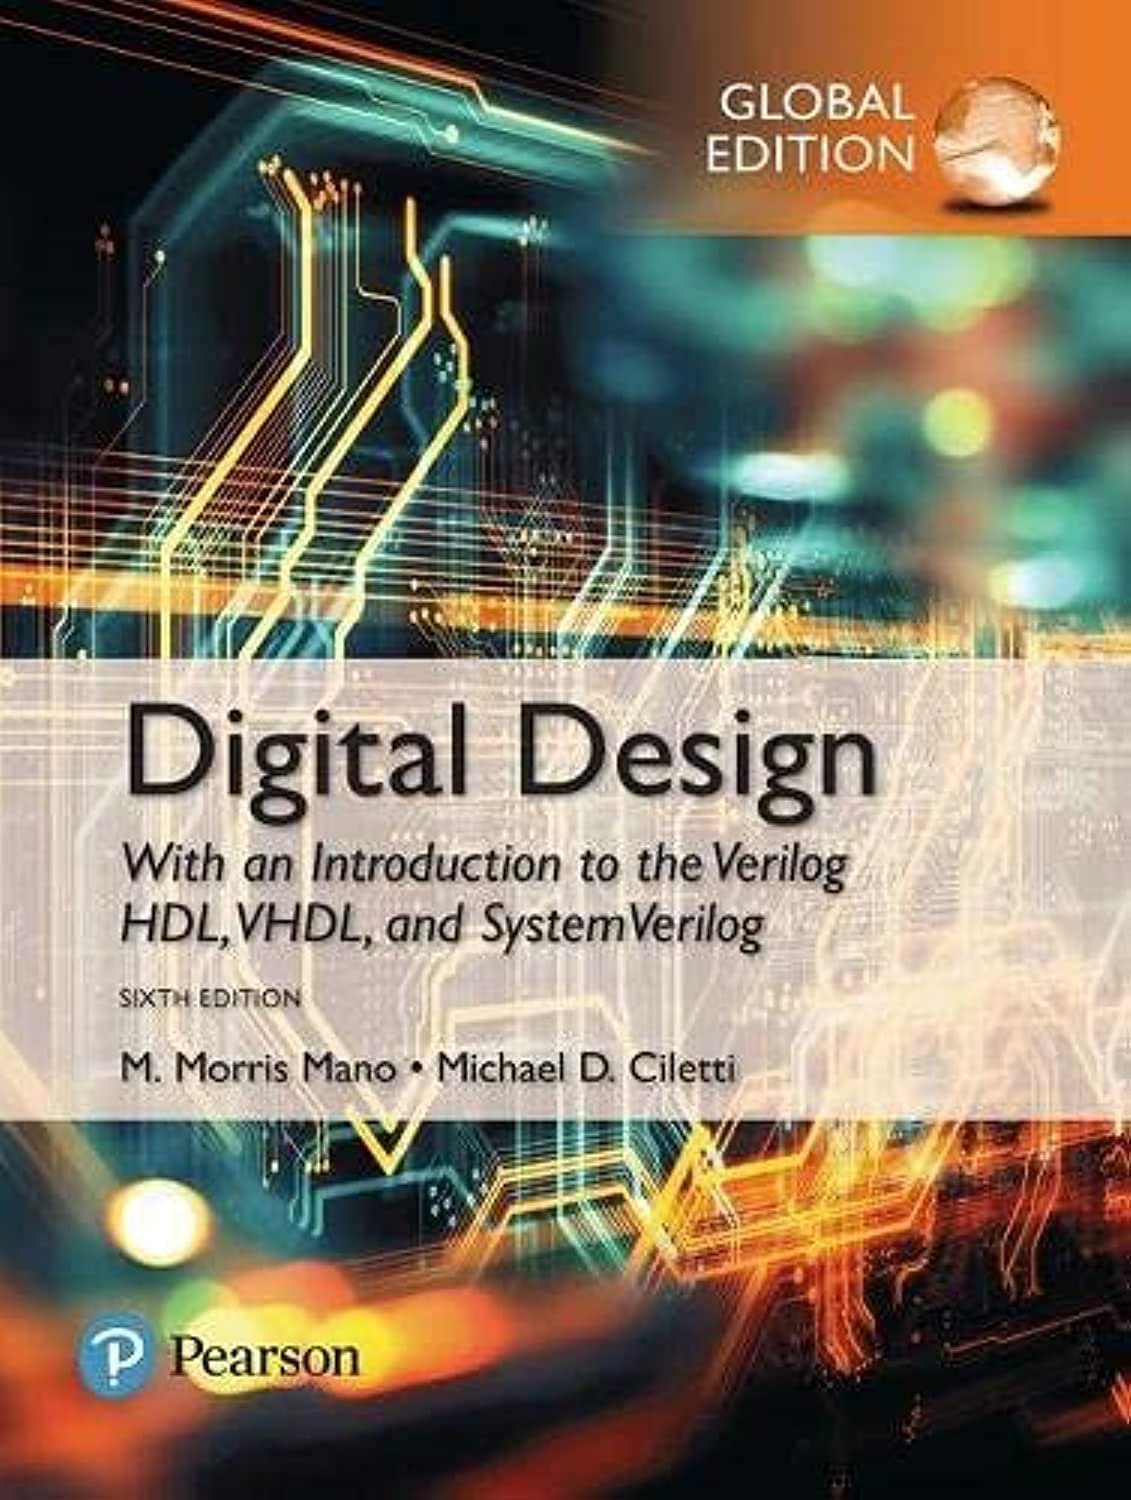 GLOBAL
EDITION
Digital Design
With an Introduction to the Verilog
HDL, VHDL, and SystemVerilog
SIXTH EDITION
M. Morris Mano • Michael D. Ciletti
Pearson